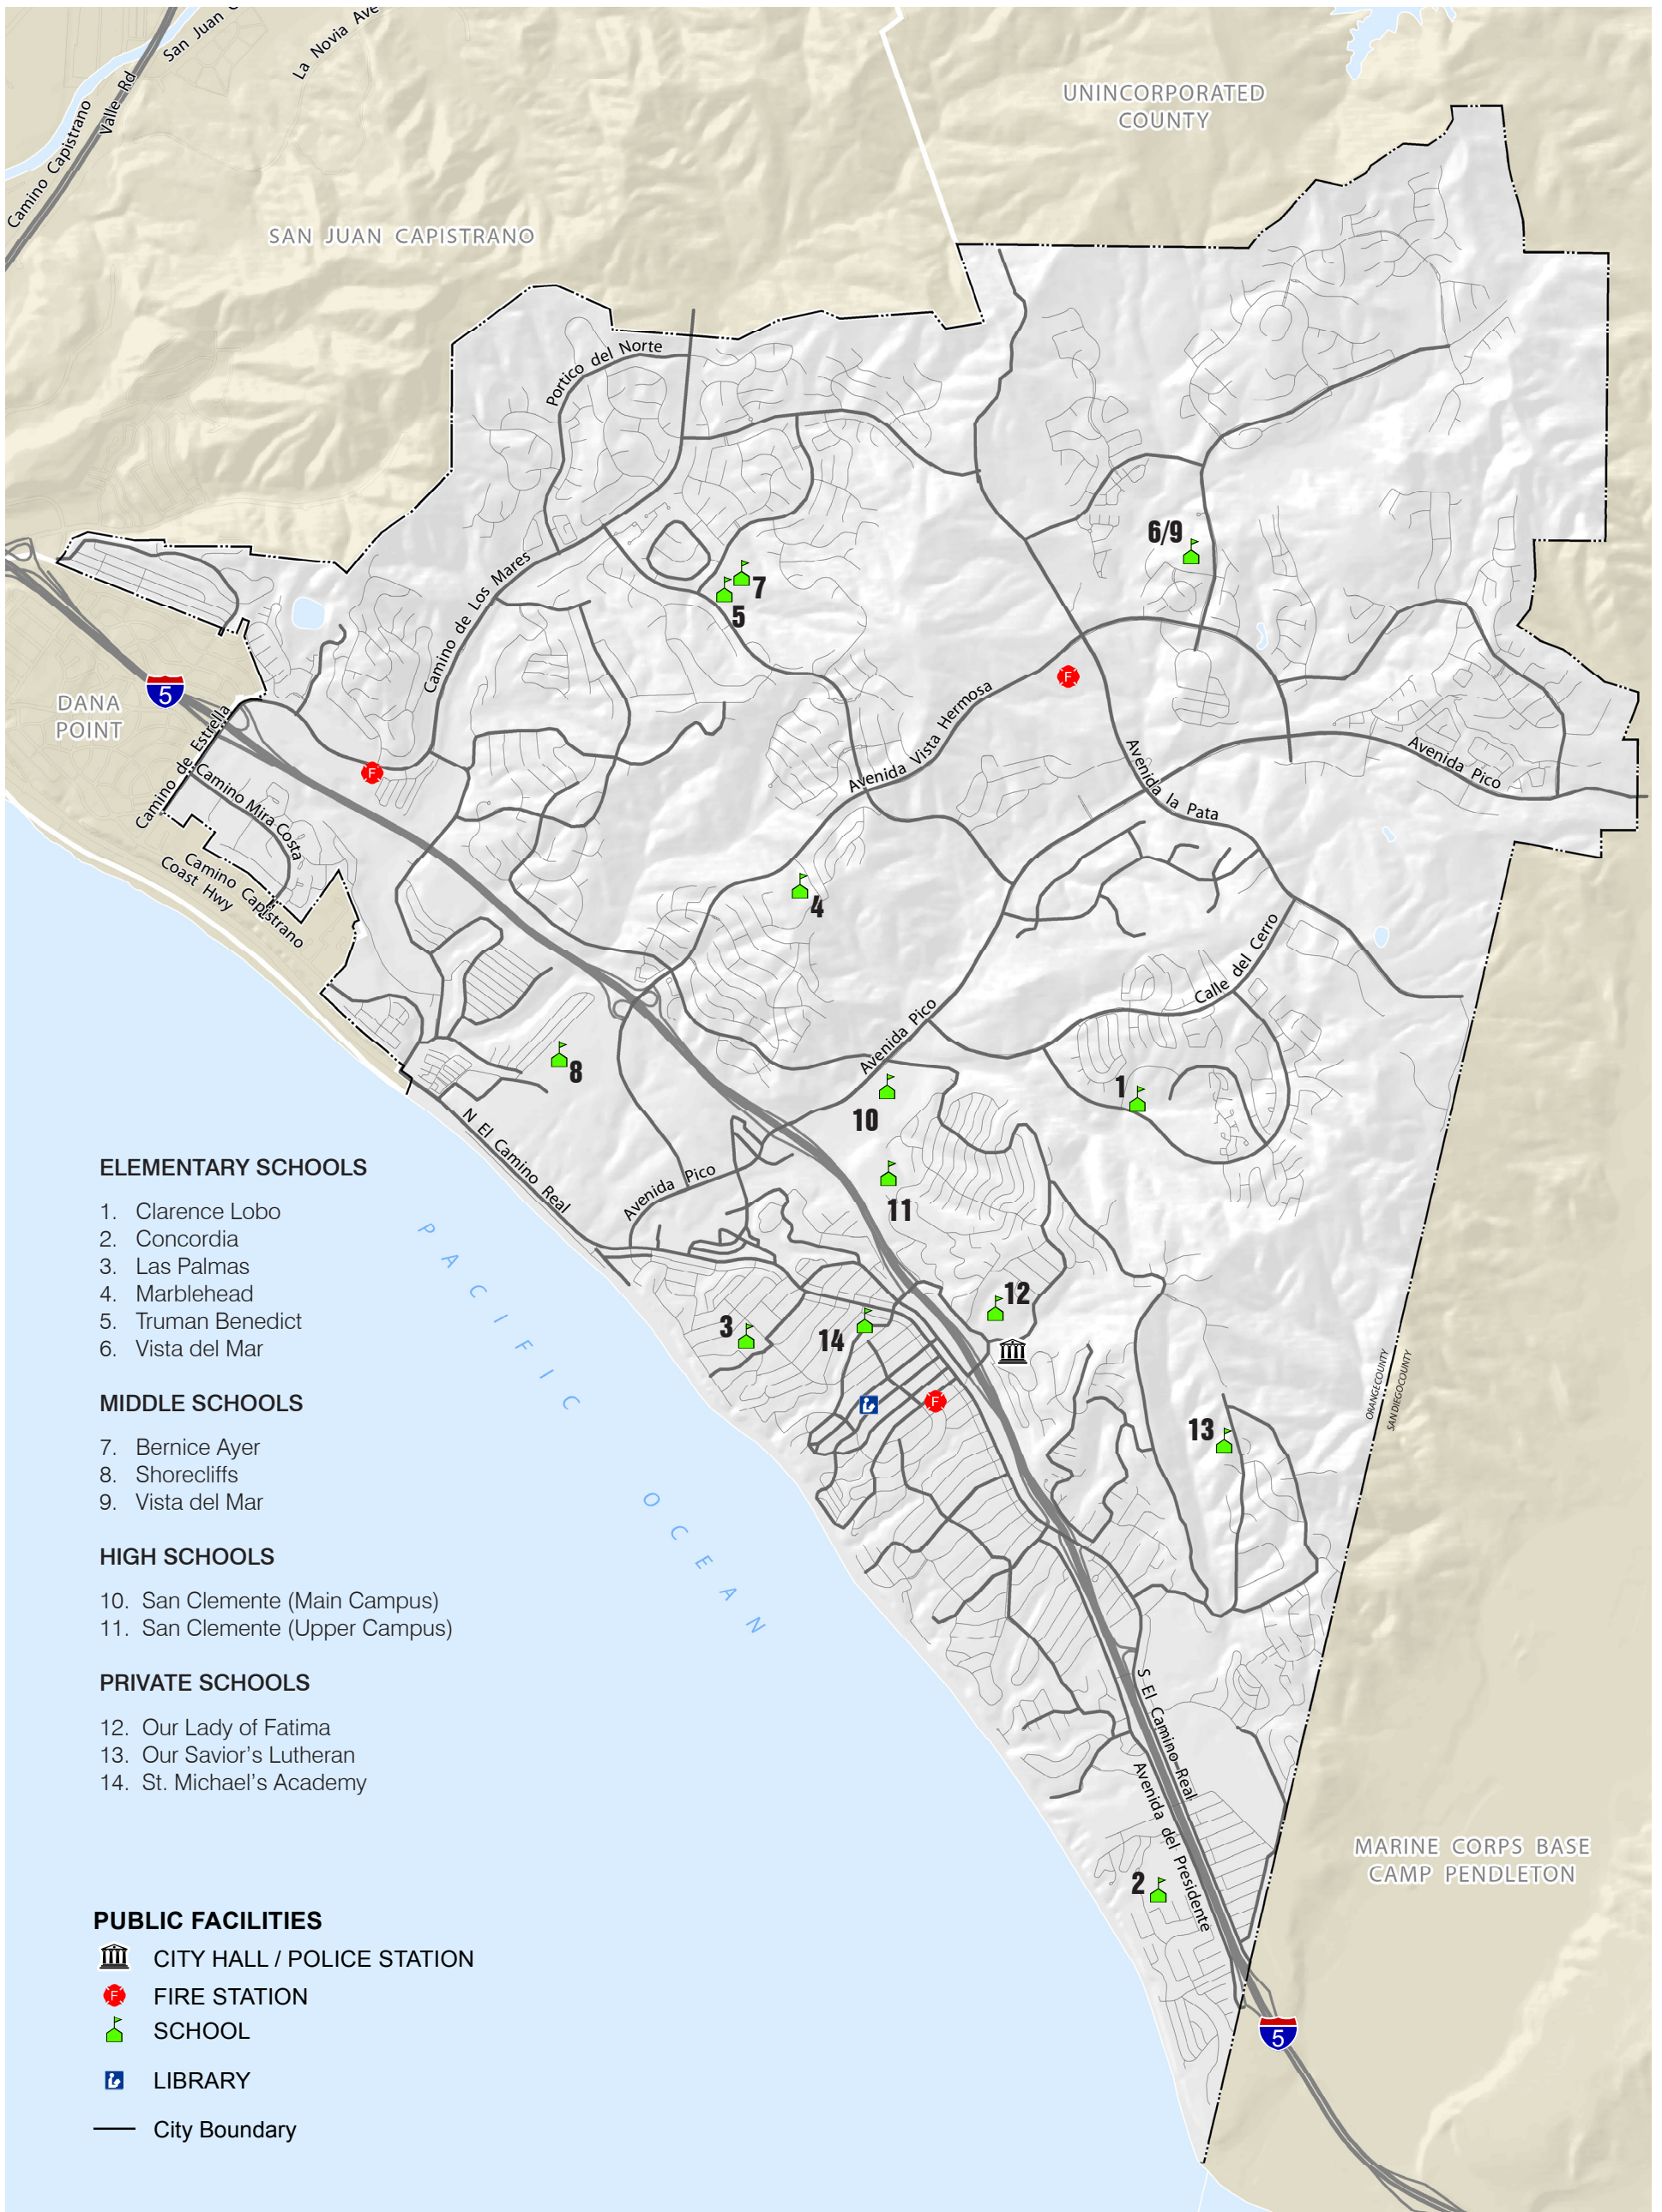 San Juan C
La Novia Ave
Valle Rd
Camino Capistrano
UNINCORPORATED
COUNTY
SAN JUAN CAPISTRANO
Portico del Norte
6/9
7
5
Camino de Los Mares
DANA
POINT
5
F
F
Camino de Estrella
Camino Mira Costa
Camino Capistrano
Coast Hwy
Avenida Vista Hermosa
Avenida la Pata
Avenida Pico
4
Calle del Cerro
Avenida Pico
8
10
1
N El Camino Real
Avenida Pico
11
12
3
14
F
13
ORANGE COUNTY
SAN DIEGO COUNTY
PACIFIC
OCEAN
ELEMENTARY SCHOOLS
1. Clarence Lobo
2. Concordia
3. Las Palmas
4. Marblehead
5. Truman Benedict
6. Vista del Mar
MIDDLE SCHOOLS
7. Bernice Ayer
8. Shorecliffs
9. Vista del Mar
HIGH SCHOOLS
10. San Clemente (Main Campus)
11. San Clemente (Upper Campus)
PRIVATE SCHOOLS
12. Our Lady of Fatima
13. Our Savior's Lutheran
14. St. Michael's Academy
S El Camino Real
Avenida del Presidente
2
MARINE CORPS BASE
CAMP PENDLETON
5
PUBLIC FACILITIES
CITY HALL / POLICE STATION
F FIRE STATION
SCHOOL
LIBRARY
City Boundary